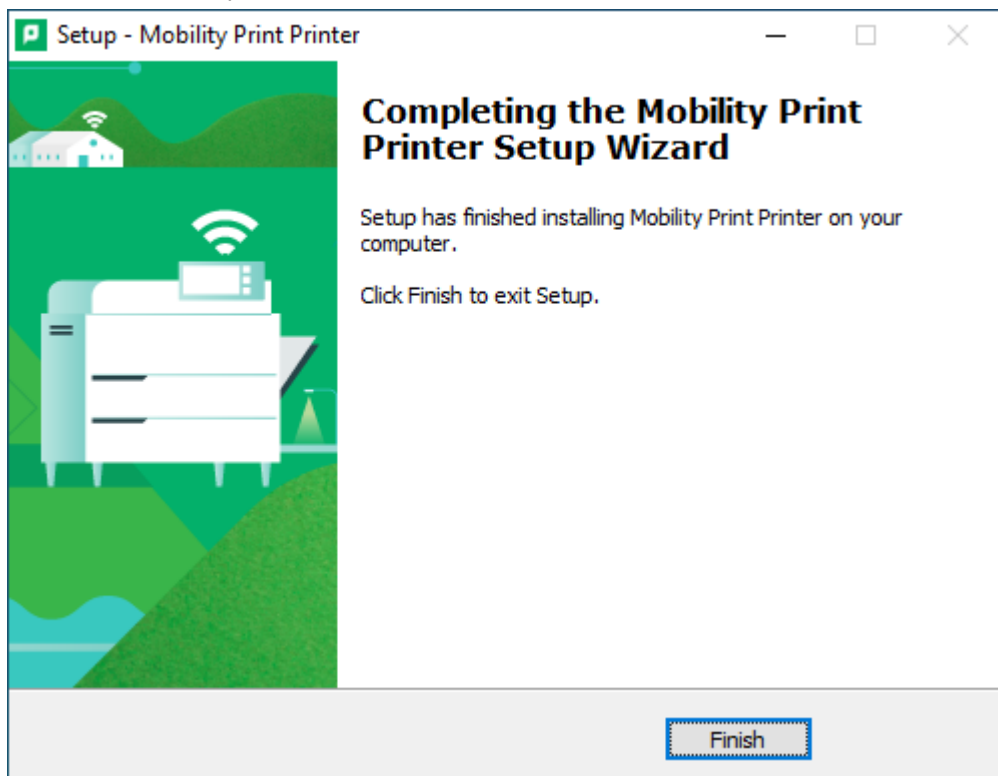 Setup - Mobility Print Printer
Completing the Mobility Print
Printer Setup Wizard
Setup has finished installing Mobility Print Printer on your
computer.
Click Finish to exit Setup.
Finish